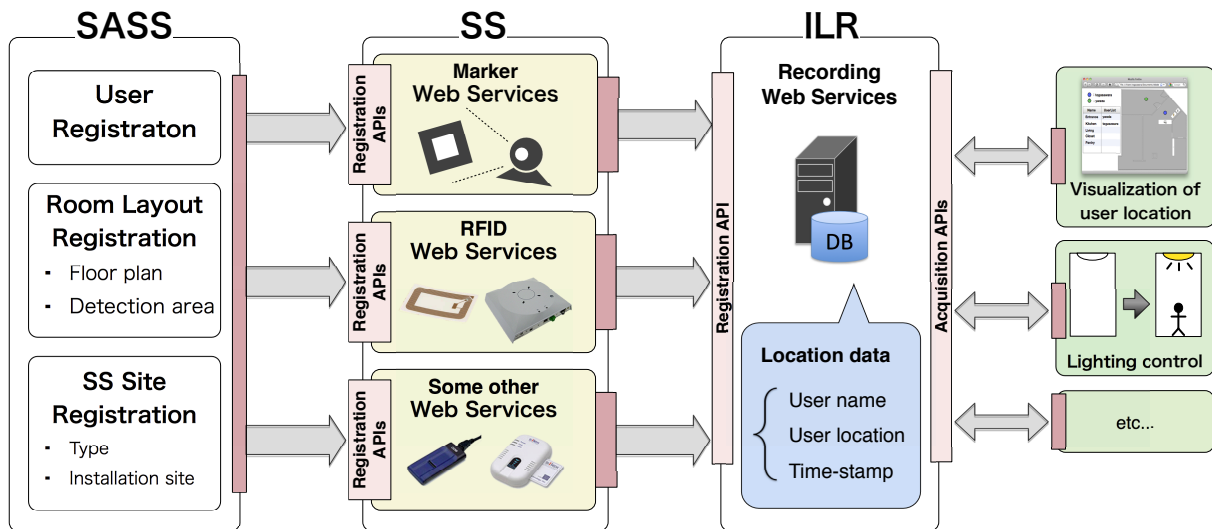 SASS
User
Registraton
Room Layout
Registration
- Floor plan
- Detection area
SS Site
Registration
- Type
- Installation site
SS
Registration
APIs
Marker
Web Services
Registration
APIs
RFID
Web Services
Registration
APIs
Some other
Web Services
ILR
Registration API
Recording
Web Services
DB
Location data
User name
User location
Time-stamp
Acquisition APIs
Visualization of
user location
Lighting control
etc...